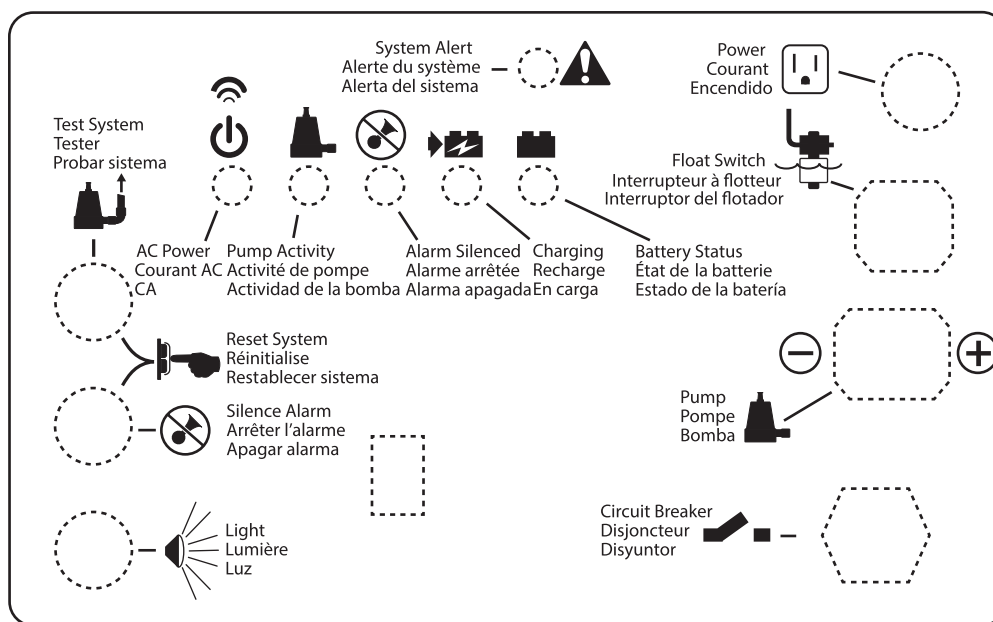 System Alert
Alerte du système
Alerta del sistema
Power
Courant
Encendido
Test System
Tester
Probar sistema
Float Switch
Interrupteur à flotteur
Interruptor del flotador
AC Power
Courant AC
CA
Pump Activity
Activité de pompe
Actividad de la bomba
Alarm Silenced
Alarme arrêtée
Alarma apagada
Charging
Recharge
En carga
Battery Status
État de la batterie
Estado de la batería
Reset System
Réinitialise
Restablecer sistema
Silence Alarm
Arrêter l'alarme
Apagar alarma
Pump
Pompe
Bomba
Light
Lumière
Luz
Circuit Breaker
Disjoncteur
Disyuntor